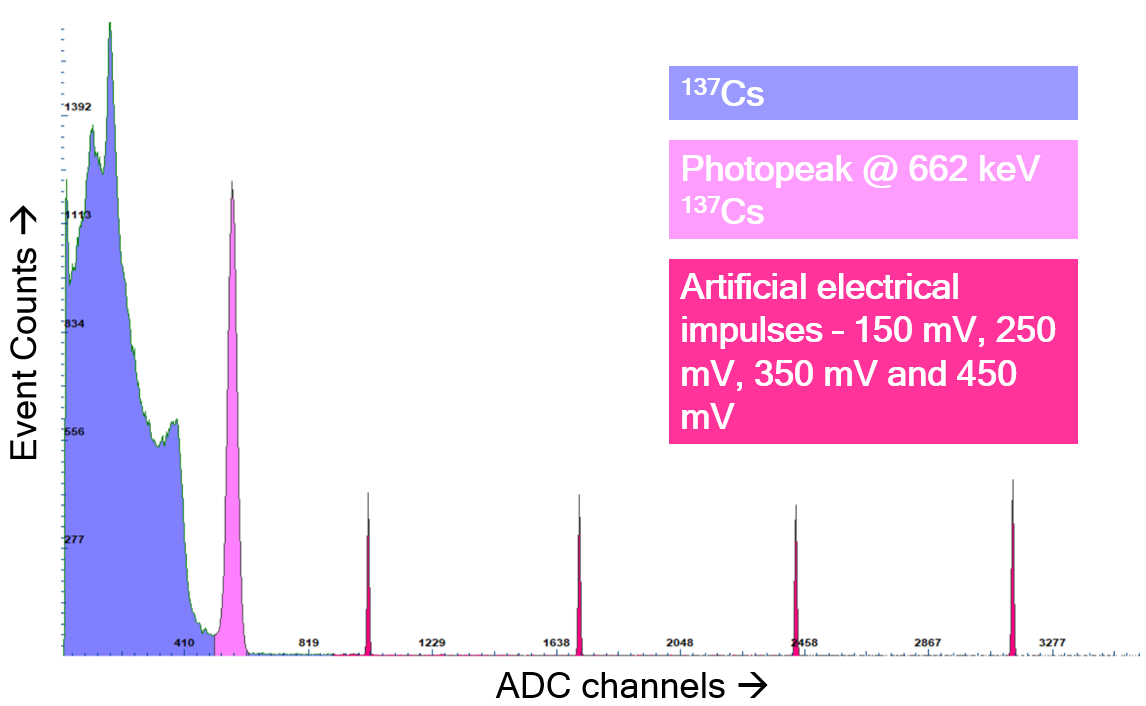 1392
1113
834
556
277
Event Counts →
¹³⁷Cs
Photopeak @ 662 keV
¹³⁷Cs
Artificial electrical
impulses – 150 mV, 250
mV, 350 mV and 450
mV
410 819 1229 1638 2048 2458 2867 3277
ADC channels →